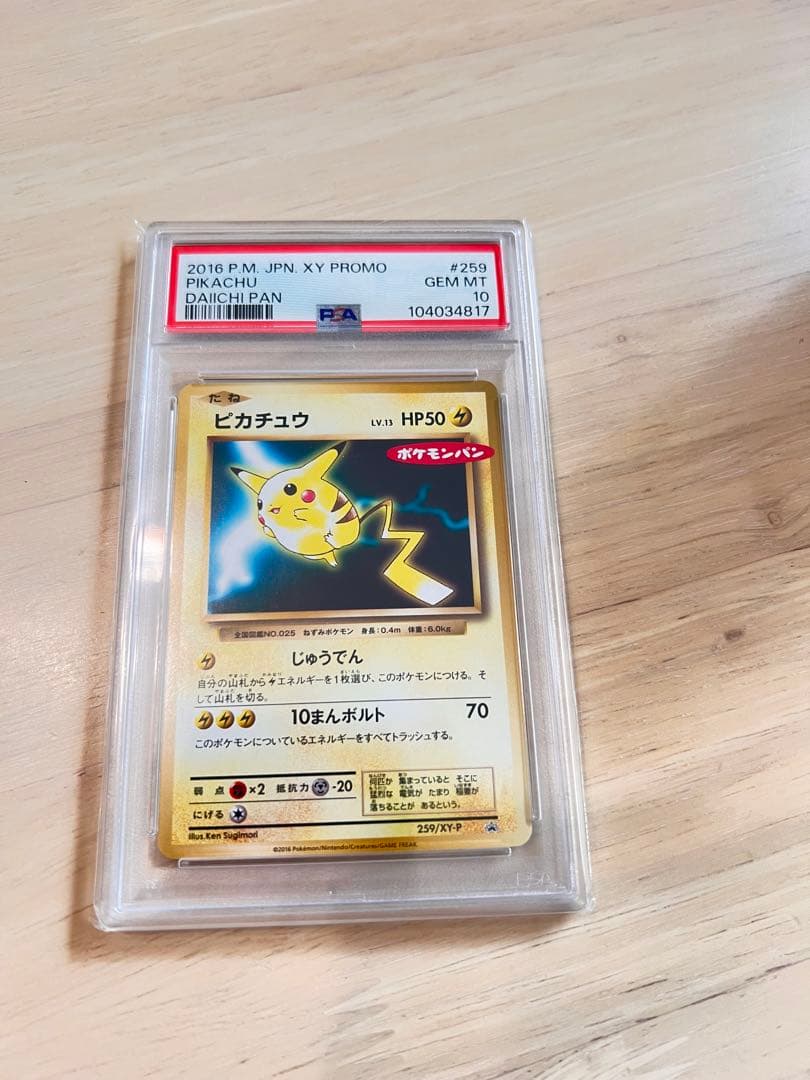 2016 P.M. JPN. XY PROMO #259
PIKACHU GEM MT
DAIICHI PAN 10
PSA 104034817
たね
ピカチュウ LV.13 HP50
ポケモンパン
全国図鑑NO.025 ねずみポケモン 身長:0.4m 体重:6.0kg
じゅうでん
自分の山札からエネルギーを1枚選び、このポケモンにつける。そ
して山札を切る。
10まんボルト 70
このポケモンについているエネルギーをすべてトラッシュする。
弱点 ×2 抵抗力 -20
何匹か 集まっていると そこに
猛烈な 電気が たまり 稲妻が
落ちることが あるという。
にげる
illus.Ken Sugimori
259/XY-P
©2016 Pokémon/Nintendo/Creatures/GAME FREAK.